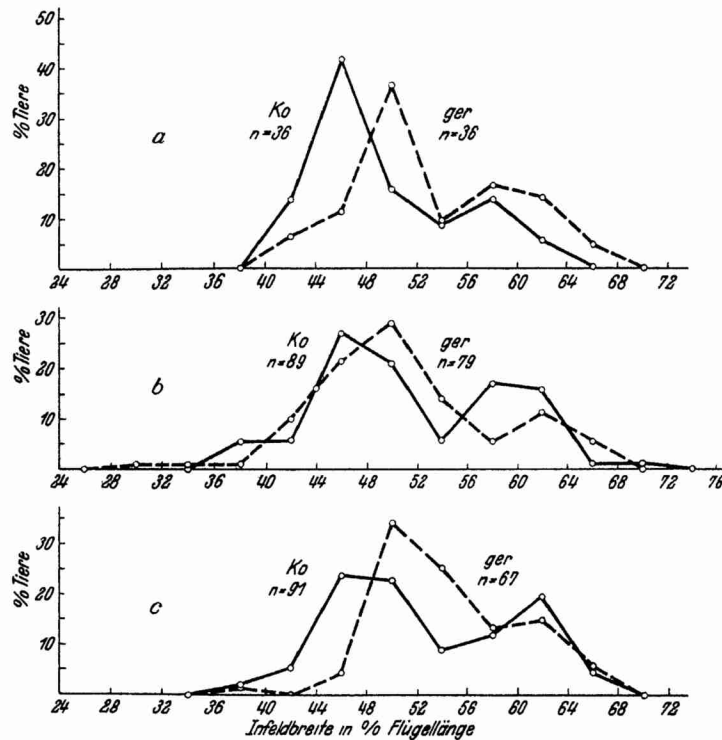 50
40
30
20
10
% Tiere
a
Ko
n=36
ger
n=36
24 28 32 36 40 44 48 52 56 60 64 68 72
30
20
10
% Tiere
b
Ko
n=89
ger
n=79
24 28 32 36 40 44 48 52 56 60 64 68 72 76
30
20
10
% Tiere
c
Ko
n=91
ger
n=67
24 28 32 36 40 44 48 52 56 60 64 68 72
Infeldbreite in % Flügellänge